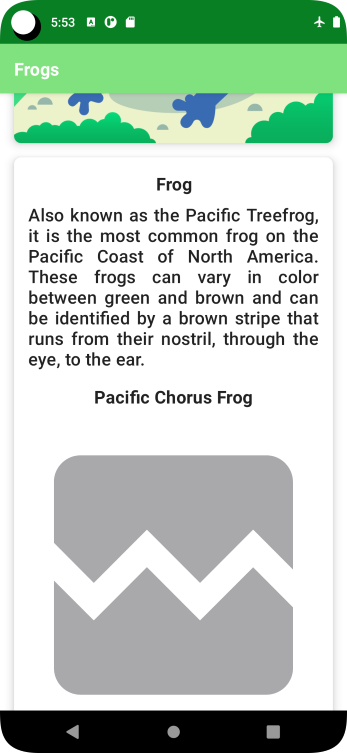 5:53
Frogs
Frog
Also known as the Pacific Treefrog,
it is the most common frog on the
Pacific Coast of North America.
These frogs can vary in color
between green and brown and can
be identified by a brown stripe that
runs from their nostril, through the
eye, to the ear.
Pacific Chorus Frog